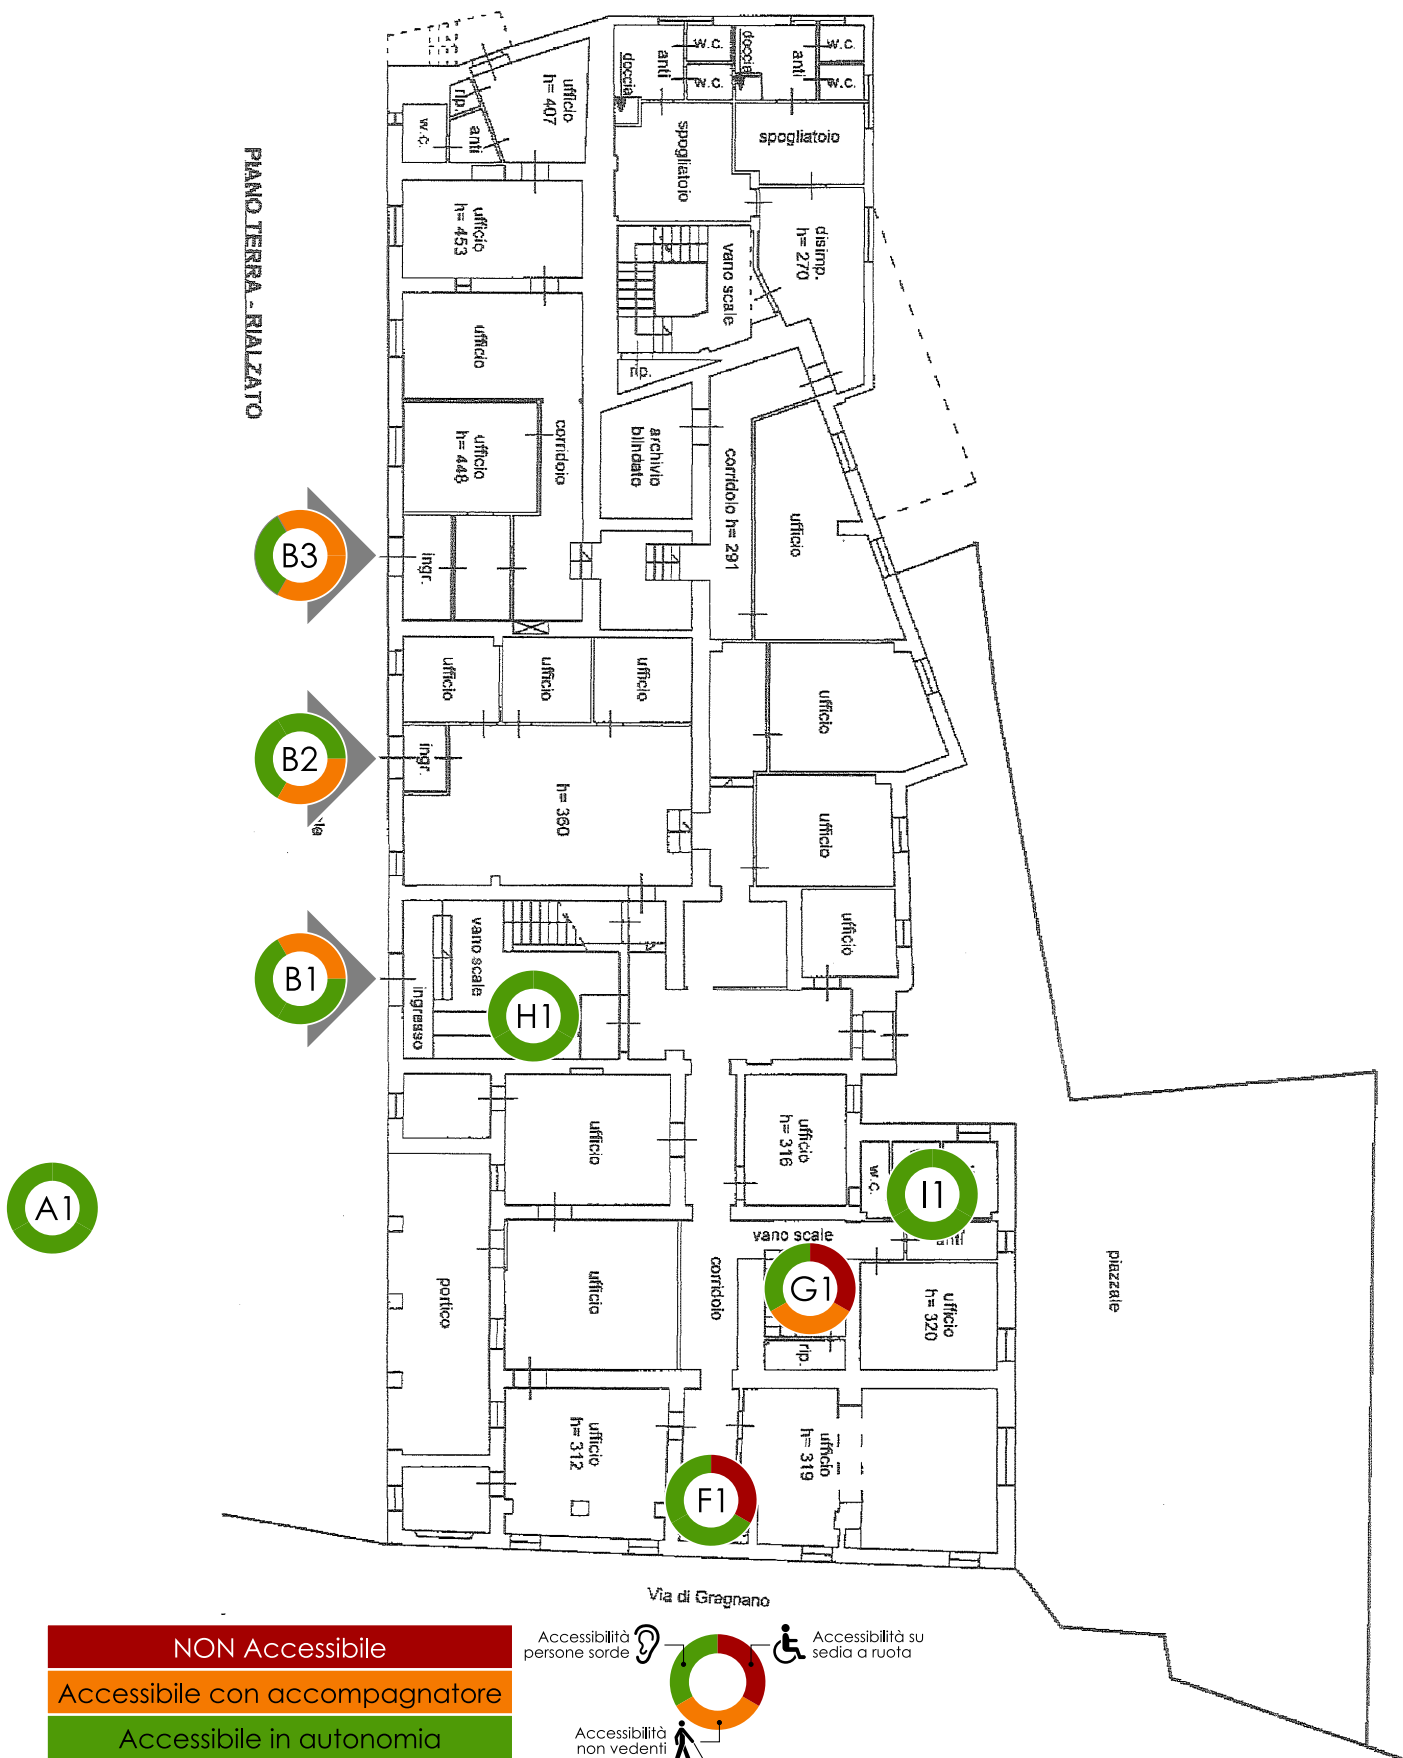 PIANO TERRA - RIALZATO
w.c.
rip.
anti
ufficio
h= 407
doccia
anti
w.c.
w.c.
doccia
anti
w.c.
w.c.
spogliatoio
spogliatoio
ufficio
h= 453
vano scale
disimp.
h= 270
ufficio
rip.
ufficio
h= 448
corridoio
archivio
blindato
corridoio h= 291
ufficio
B3
ingr.
ufficio
ufficio
ufficio
ufficio
B2
ingr.
h= 360
ufficio
ufficio
B1
ingresso
vano scale
H1
ufficio
ufficio
h= 316
w.c.
I1
A1
vano scale
portico
ufficio
corridoio
G1
ufficio
h= 320
piazzale
rip.
ufficio
h= 312
F1
ufficio
h= 319
Via di Gragnano
NON Accessibile
Accessibile con accompagnatore
Accessibile in autonomia
Accessibilità
persone sorde
Accessibilità su
sedia a ruota
Accessibilità
non vedenti